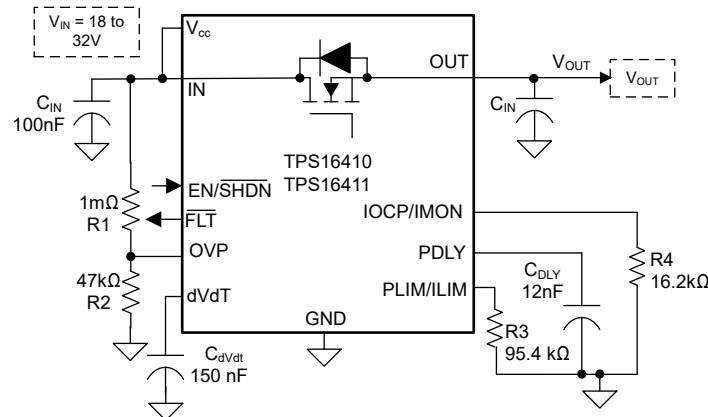 V_IN = 18 to
32V
V_cc
IN
OUT
V_OUT
V_OUT
C_IN
100nF
C_IN
TPS16410
TPS16411
EN/SHDN
1mΩ
R1
FLT
IOCP/IMON
OVP
PDLY
47kΩ
R2
dVdT
C_DLY
12nF
R4
16.2kΩ
PLIM/ILIM
GND
R3
95.4 kΩ
C_dVdt
150 nF